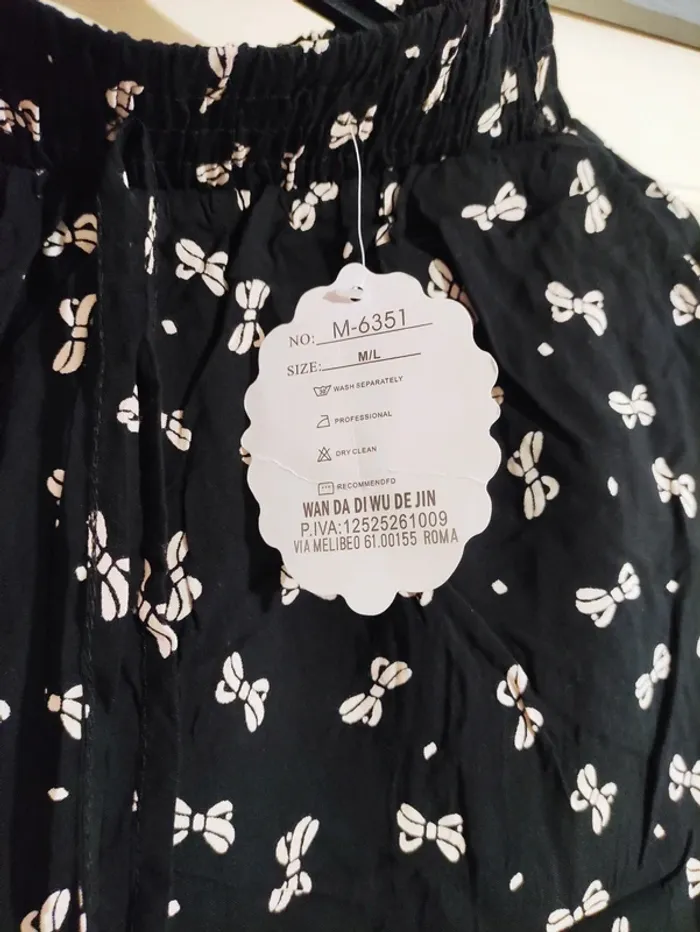 NO: M-6351
SIZE: M/L
WASH SEPARATELY
PROFESSIONAL
DRY CLEAN
RECOMMENDFD
WAN DA DI WU DE JIN
P.IVA:12525261009
VIA MELIBEO 61.00155 ROMA